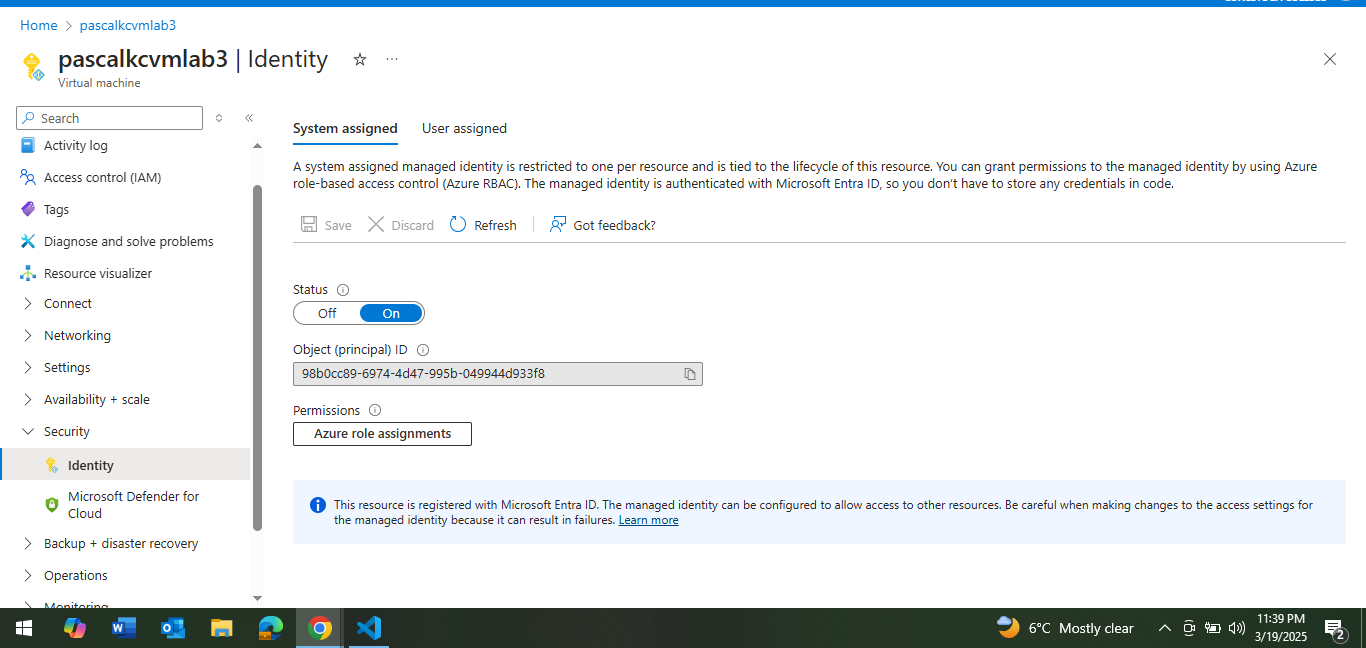 Home > pascalkcvmlab3
pascalkcvmlab3 | Identity
Virtual machine
Search
Activity log
Access control (IAM)
Tags
Diagnose and solve problems
Resource visualizer
Connect
Networking
Settings
Availability + scale
Security
Identity
Microsoft Defender for
Cloud
Backup + disaster recovery
Operations
Monitoring
System assigned User assigned
A system assigned managed identity is restricted to one per resource and is tied to the lifecycle of this resource. You can grant permissions to the managed identity by using Azure
role-based access control (Azure RBAC). The managed identity is authenticated with Microsoft Entra ID, so you don't have to store any credentials in code.
Save Discard Refresh Got feedback?
Status
Off On
Object (principal) ID
98b0cc89-6974-4d47-995b-049944d933f8
Permissions
Azure role assignments
This resource is registered with Microsoft Entra ID. The managed identity can be configured to allow access to other resources. Be careful when making changes to the access settings for
the managed identity because it can result in failures. Learn more
6°C Mostly clear
11:39 PM
3/19/2025
2